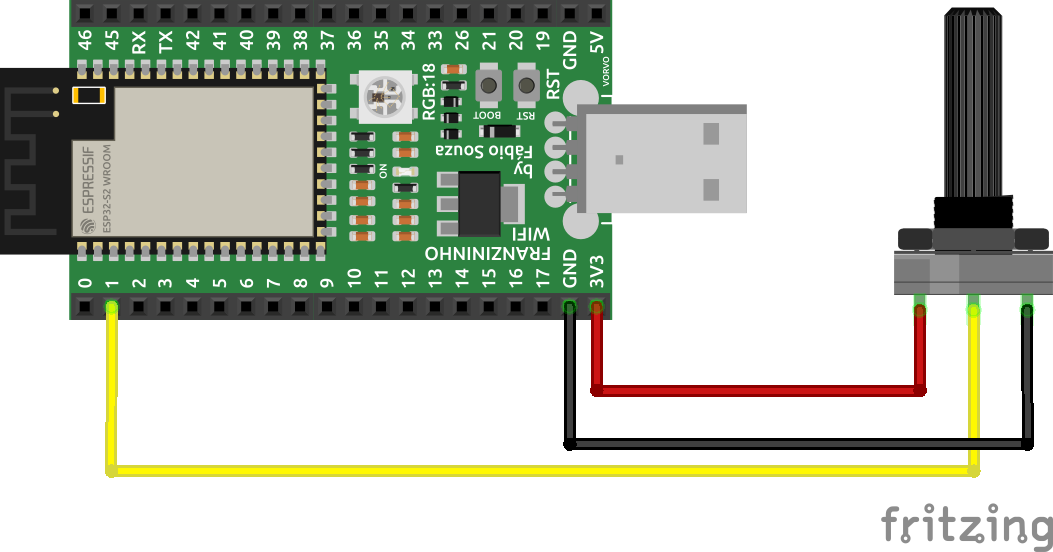 46 45 RX TX 42 41 40 39 38 37 36 35 34 33 26 21 20 19 GND 5V
VORVO
RGB:18
BOOT
RST
RST
ESPRESSIF
ESP32-S2 WROOM
ON
by
Fábio Souza
WIFI
FRANZININHO
0 1 2 3 4 5 6 7 8 9 10 11 12 13 14 15 16 17 GND 3V3
fritzing